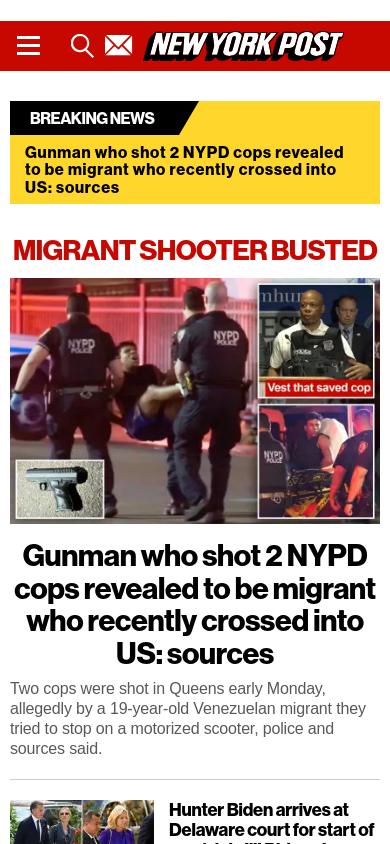 NEW YORK POST
BREAKING NEWS
Gunman who shot 2 NYPD cops revealed
to be migrant who recently crossed into
US: sources
MIGRANT SHOOTER BUSTED
NYPD
POLICE
NYPD
POLICE
Vest that saved cop
NYPD
Gunman who shot 2 NYPD
cops revealed to be migrant
who recently crossed into
US: sources
Two cops were shot in Queens early Monday,
allegedly by a 19-year-old Venezuelan migrant they
tried to stop on a motorized scooter, police and
sources said.
Hunter Biden arrives at
Delaware court for start of